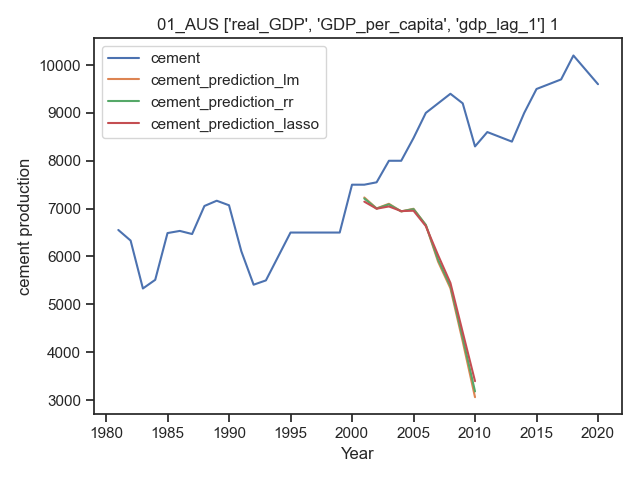 01_AUS ['real_GDP', 'GDP_per_capita', 'gdp_lag_1'] 1
cement
cement_prediction_lm
cement_prediction_rr
cement_prediction_lasso
cement production
10000
9000
8000
7000
6000
5000
4000
3000
1980 1985 1990 1995 2000 2005 2010 2015 2020
Year